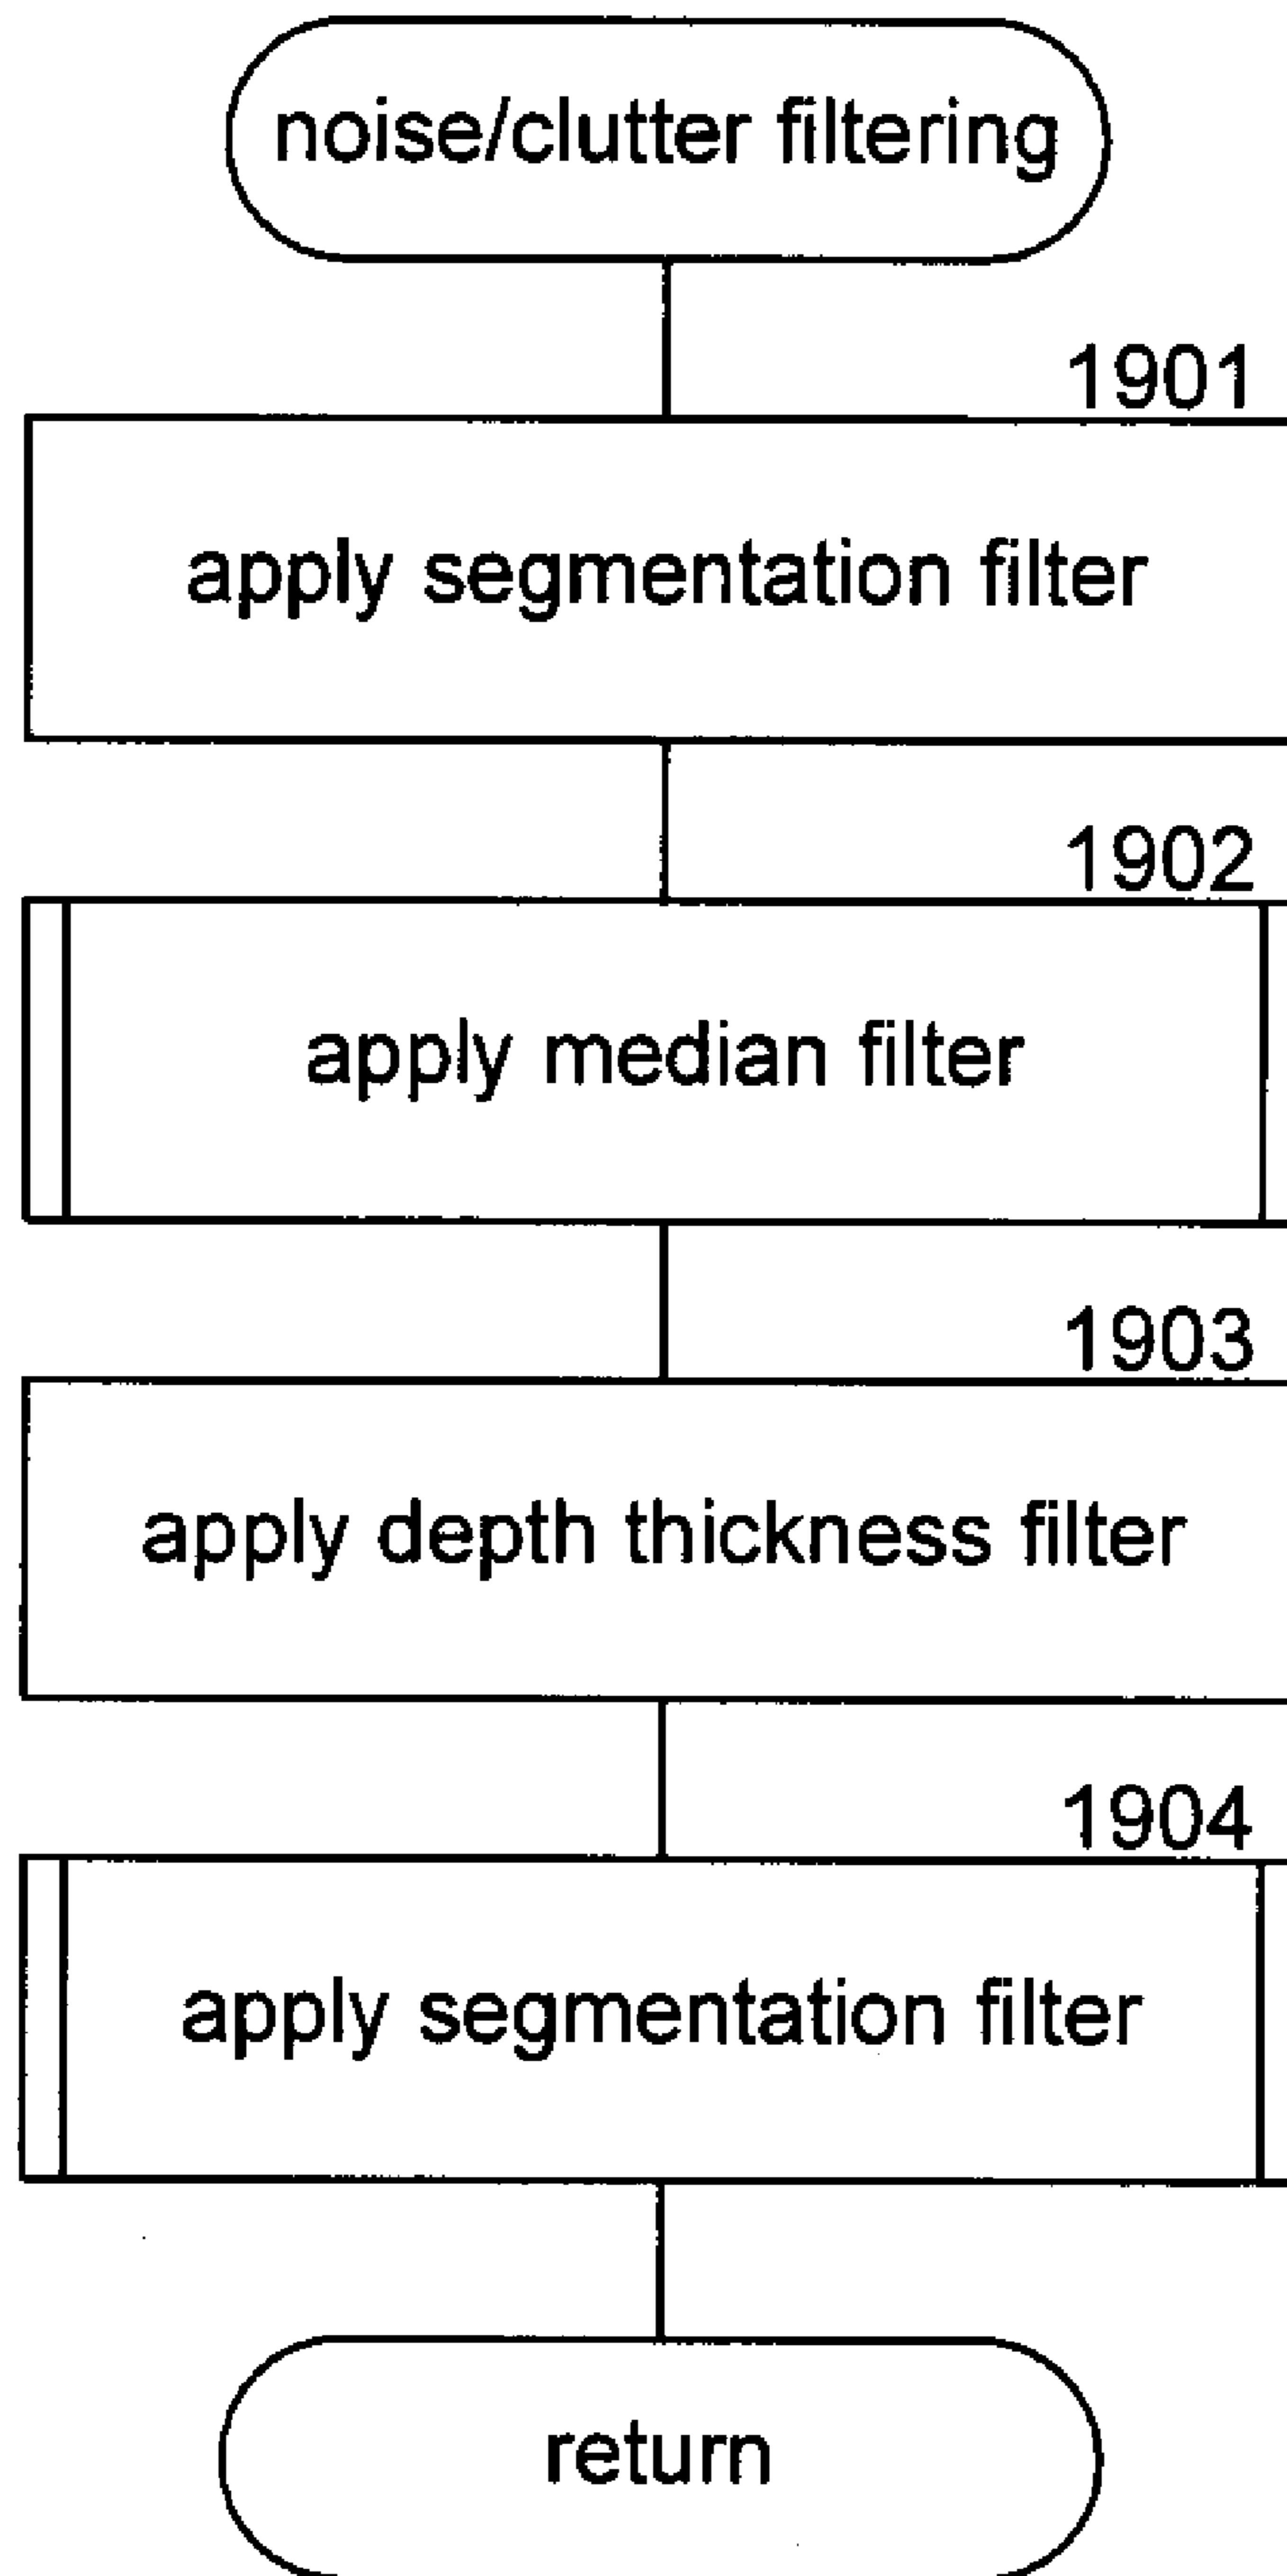 noise/clutter filtering
1901
apply segmentation filter
1902
apply median filter
1903
apply depth thickness filter
1904
apply segmentation filter
return